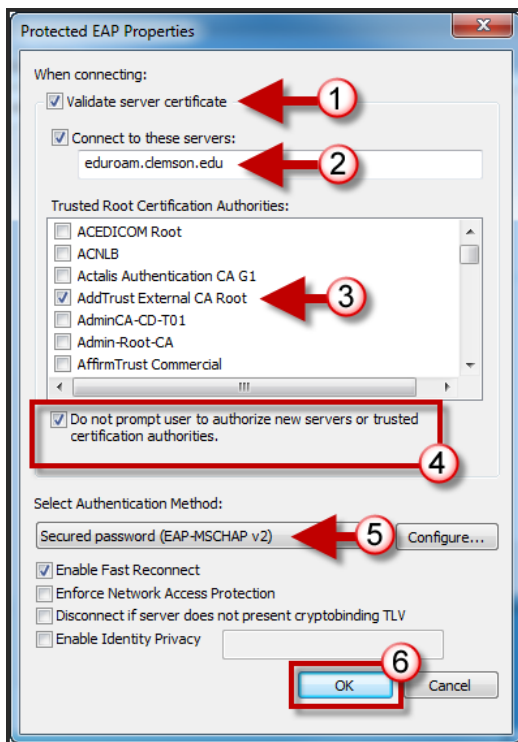 Protected EAP Properties
When connecting:
Validate server certificate
1
Connect to these servers:
eduroam.clemson.edu
2
Trusted Root Certification Authorities:
ACEDICOM Root
ACNLB
Actalis Authentication CA G1
AddTrust External CA Root
3
AdminCA-CD-T01
Admin-Root-CA
AffirmTrust Commercial
Do not prompt user to authorize new servers or trusted
certification authorities.
4
Select Authentication Method:
Secured password (EAP-MSCHAP v2)
5
Configure...
Enable Fast Reconnect
Enforce Network Access Protection
Disconnect if server does not present cryptobinding TLV
Enable Identity Privacy
6
OK
Cancel